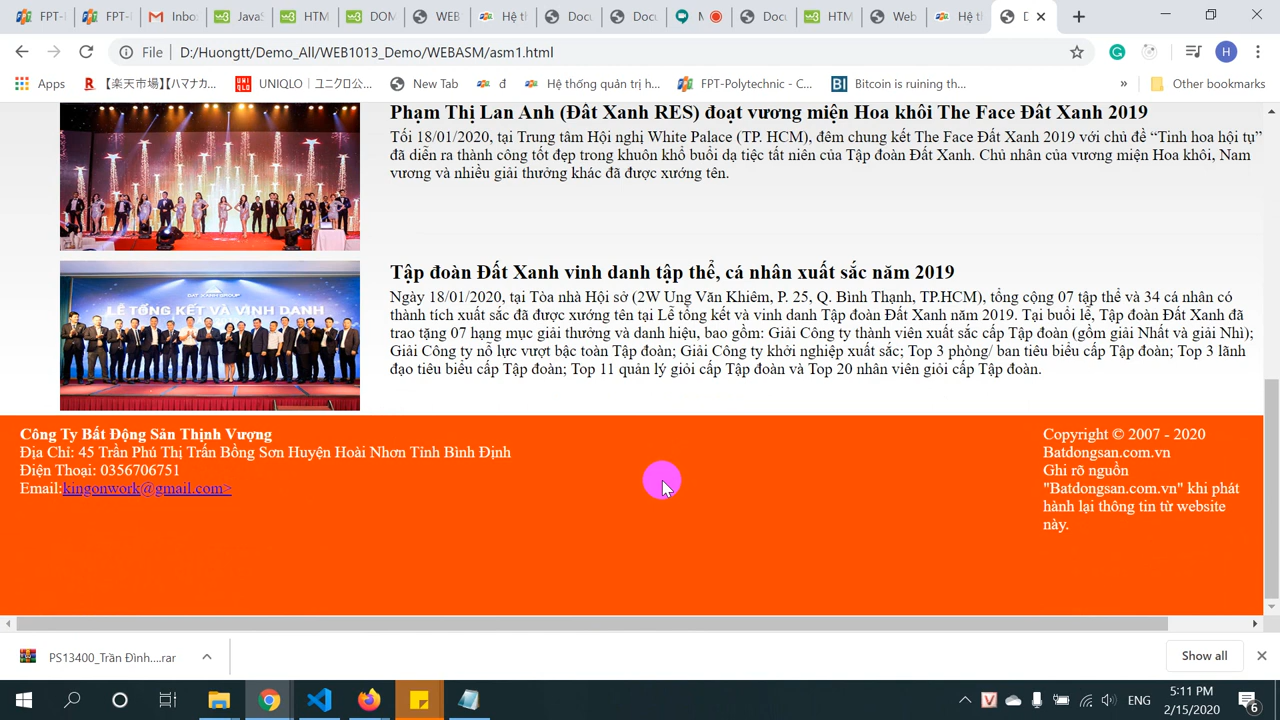 FPT-
FPT-
Inbo
JavaS
HTM
DOM
WEB
Hệ t
Docu
Docu
M
Docu
HTM
Web
Hệ th
D
File D:/Huongtt/Demo_All/WEB1013_Demo/WEBASM/asm1.html
H
Apps
【楽天市場】【ハマナカ...
UNIQLO｜ユニクロ公...
New Tab
đ
Hệ thống quản trị h...
FPT-Polytechnic - C...
Bitcoin is ruining th...
»
Other bookmarks
Phạm Thị Lan Anh (Đất Xanh RES) đoạt vương miện Hoa khôi The Face Đất Xanh 2019
Tối 18/01/2020, tại Trung tâm Hội nghị White Palace (TP. HCM), đêm chung kết The Face Đất Xanh 2019 với chủ đề “Tinh hoa hội tụ”
đã diễn ra thành công tốt đẹp trong khuôn khổ buổi dạ tiệc tất niên của Tập đoàn Đất Xanh. Chủ nhân của vương miện Hoa khôi, Nam
vương và nhiều giải thưởng khác đã được xướng tên.
DAT XANH GROUP
LỄ TỔNG KẾT VÀ VINH DANH
Tập đoàn Đất Xanh vinh danh tập thể, cá nhân xuất sắc năm 2019
Ngày 18/01/2020, tại Tòa nhà Hội sở (2W Ung Văn Khiêm, P. 25, Q. Bình Thạnh, TP.HCM), tổng cộng 07 tập thể và 34 cá nhân có
thành tích xuất sắc đã được xướng tên tại Lễ tổng kết và vinh danh Tập đoàn Đất Xanh năm 2019. Tại buổi lễ, Tập đoàn Đất Xanh đã
trao tặng 07 hạng mục giải thưởng và danh hiệu, bao gồm: Giải Công ty thành viên xuất sắc cấp Tập đoàn (gồm giải Nhất và giải Nhì);
Giải Công ty nỗ lực vượt bậc toàn Tập đoàn; Giải Công ty khởi nghiệp xuất sắc; Top 3 phòng/ ban tiêu biểu cấp Tập đoàn; Top 3 lãnh
đạo tiêu biểu cấp Tập đoàn; Top 11 quản lý giỏi cấp Tập đoàn và Top 20 nhân viên giỏi cấp Tập đoàn.
Công Ty Bất Động Sản Thịnh Vượng
Địa Chỉ: 45 Trần Phú Thị Trấn Bồng Sơn Huyện Hoài Nhơn Tỉnh Bình Định
Điện Thoại: 0356706751
Email:kingonwork@gmail.com>
Copyright © 2007 - 2020
Batdongsan.com.vn
Ghi rõ nguồn
"Batdongsan.com.vn" khi phát
hành lại thông tin từ website
này.
PS13400_Trần Đình....rar
Show all
ENG
5:11 PM
2/15/2020
6